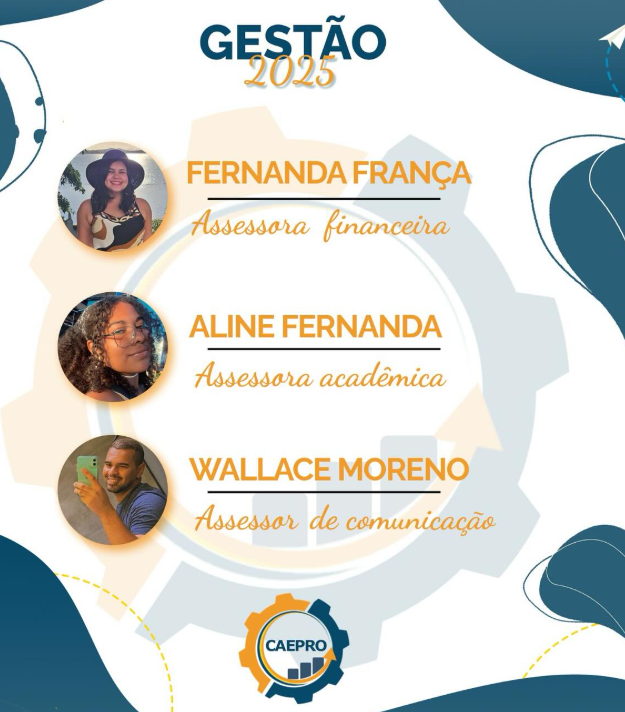 GESTÃO
2025
FERNANDA FRANÇA
Assessora financeira
ALINE FERNANDA
Assessora acadêmica
WALLACE MORENO
Assessor de comunicação
CAEPRO